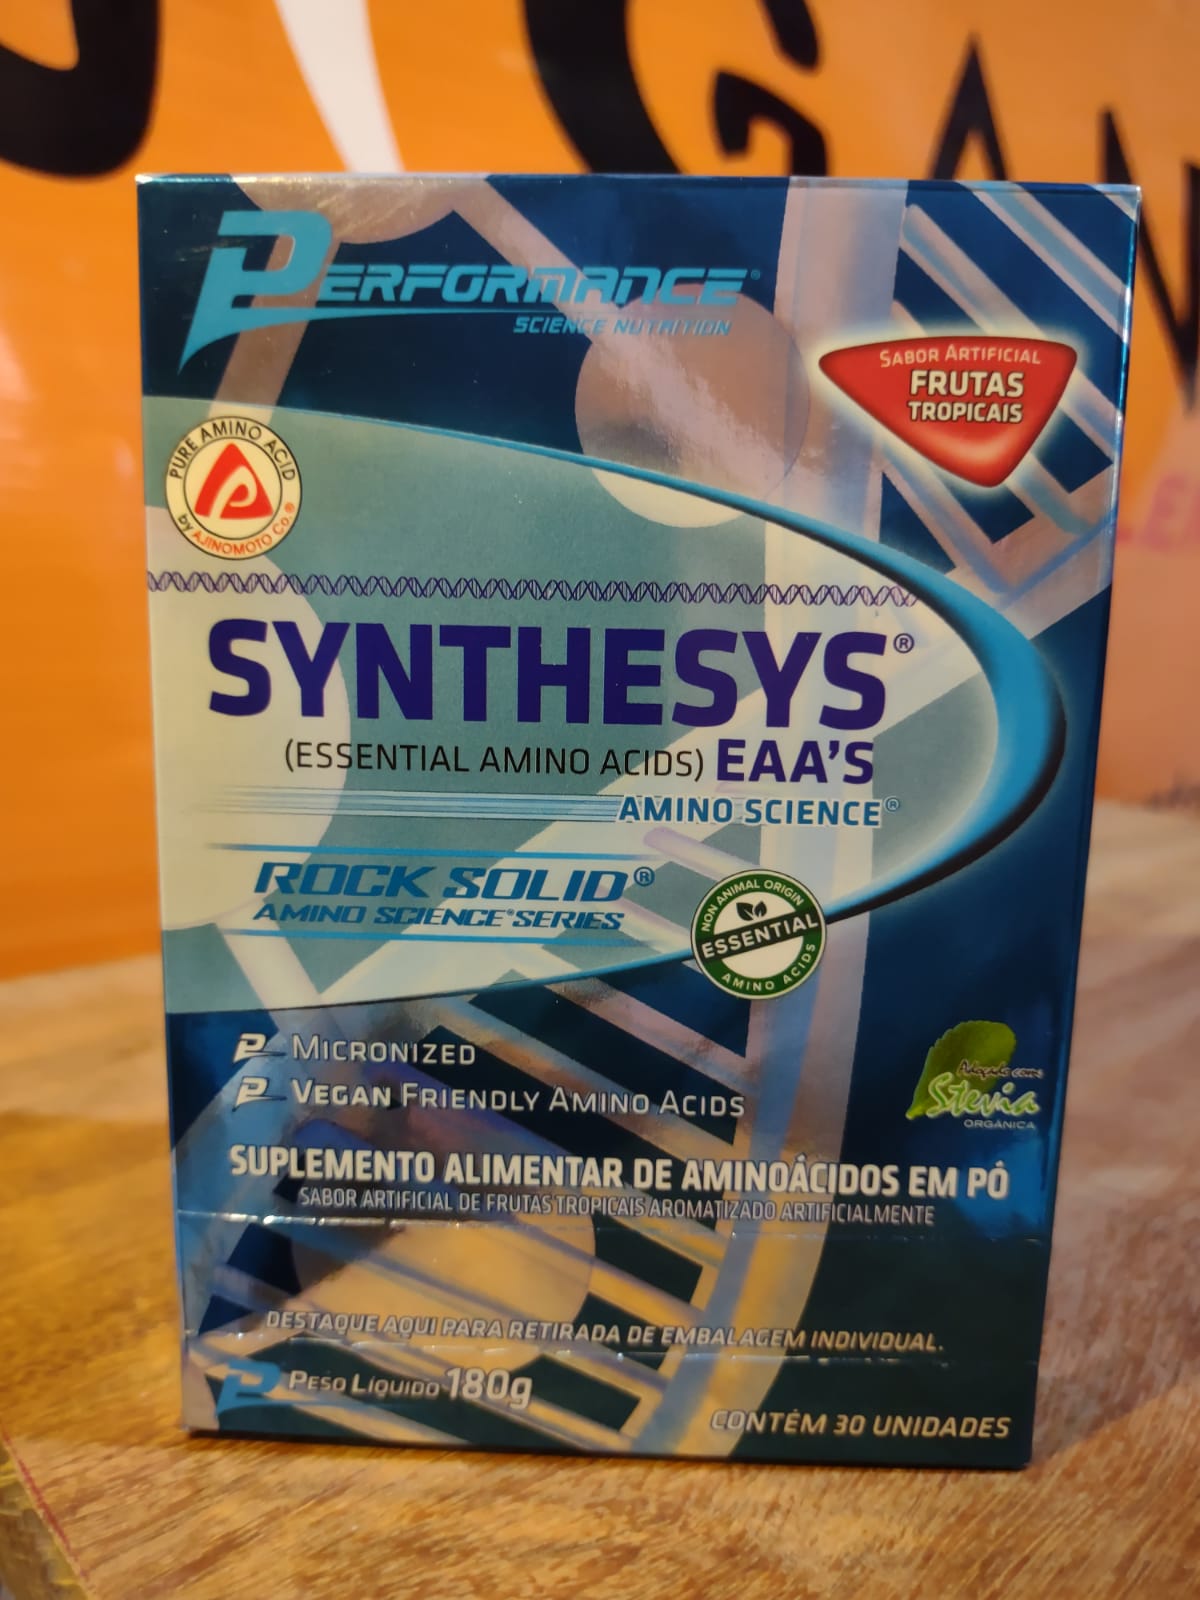 PERFORMANCE®
SCIENCE NUTRITION
SABOR ARTIFICIAL
FRUTAS
TROPICAIS
PURE AMINO ACID
by AJINOMOTO Co.®
SYNTHESYS®
(ESSENTIAL AMINO ACIDS) EAA'S
AMINO SCIENCE®
ROCK SOLID®
AMINO SCIENCE® SERIES
NON ANIMAL ORIGIN
ESSENTIAL
AMINO ACIDS
MICRONIZED
VEGAN FRIENDLY AMINO ACIDS
Adoçado com
Stevia
ORGÂNICA
SUPLEMENTO ALIMENTAR DE AMINOÁCIDOS EM PÓ
SABOR ARTIFICIAL DE FRUTAS TROPICAIS AROMATIZADO ARTIFICIALMENTE
DESTAQUE AQUI PARA RETIRADA DE EMBALAGEM INDIVIDUAL.
PESO LÍQUIDO 180g
CONTÉM 30 UNIDADES